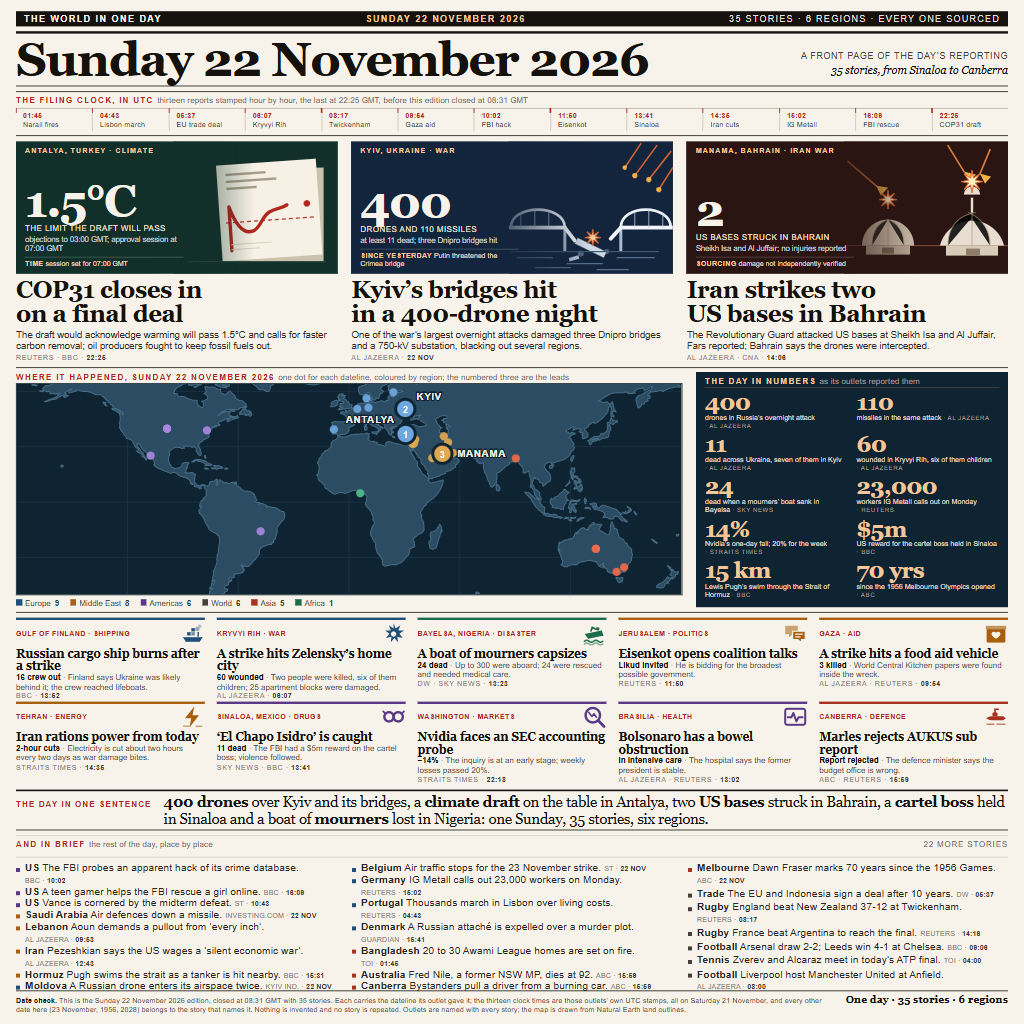 THE WORLD IN ONE DAY
SUNDAY 22 NOVEMBER 2026
35 STORIES · 6 REGIONS · EVERY ONE SOURCED
Sunday 22 November 2026
A FRONT PAGE OF THE DAY'S REPORTING
35 stories, from Sinaloa to Canberra
THE FILING CLOCK, IN UTC thirteen reports stamped hour by hour, the last at 22:25 GMT, before this edition closed at 08:31 GMT
01:45 04:43 05:37 06:07 08:17 09:54 10:02 11:50 13:41 14:35 15:02 16:09 22:25
Narail fires Lisbon march EU trade deal Kryvyi Rih Twickenham Gaza aid FBI hack Eisenkot Sinaloa Iran cuts IG Metall FBI rescue COP31 draft
ANTALYA, TURKEY · CLIMATE
1.5°C
THE LIMIT THE DRAFT WILL PASS
objections to 03:00 GMT; approval session at
07:00 GMT
TIME session set for 07:00 GMT
KYIV, UKRAINE · WAR
400
DRONES AND 110 MISSILES
at least 11 dead; three Dnipro bridges hit
SINCE YESTERDAY Putin threatened the
Crimea bridge
MANAMA, BAHRAIN · IRAN WAR
2
US BASES STRUCK IN BAHRAIN
Sheikh Isa and Al Juffair; no injuries reported
SOURCING damage not independently verified
COP31 closes in
on a final deal
The draft would acknowledge warming will pass 1.5°C and calls for faster
carbon removal; oil producers fought to keep fossil fuels out.
REUTERS · BBC · 22:25
Kyiv's bridges hit
in a 400-drone night
One of the war's largest overnight attacks damaged three Dnipro bridges
and a 750-kV substation, blacking out several regions.
AL JAZEERA · 22 NOV
Iran strikes two
US bases in Bahrain
The Revolutionary Guard attacked US bases at Sheikh Isa and Al Juffair,
Fars reported; Bahrain says the drones were intercepted.
AL JAZEERA · CNA · 14:06
WHERE IT HAPPENED, SUNDAY 22 NOVEMBER 2026 one dot for each dateline, coloured by region; the numbered three are the leads
KYIV
2
ANTALYA
1
3
MANAMA
Europe 9 Middle East 8 Americas 6 World 6 Asia 5 Africa 1
THE DAY IN NUMBERS as its outlets reported them
400
drones in Russia's overnight attack
· AL JAZEERA
110
missiles in the same attack · AL JAZEERA
11
dead across Ukraine, seven of them in Kyiv
· AL JAZEERA
60
wounded in Kryvyi Rih, six of them children
· AL JAZEERA
24
dead when a mourners' boat sank in
Bayelsa · SKY NEWS
23,000
workers IG Metall calls out on Monday
· REUTERS
14%
Nvidia's one-day fall; 20% for the week
· STRAITS TIMES
$5m
US reward for the cartel boss held in Sinaloa
· BBC
15 km
Lewis Pugh's swim through the Strait of
Hormuz · BBC
70 yrs
since the 1956 Melbourne Olympics opened
· ABC
GULF OF FINLAND · SHIPPING
Russian cargo ship burns after
a strike
16 crew out · Finland says Ukraine was likely
behind it; the crew reached lifeboats.
BBC · 13:52
KRYVYI RIH · WAR
A strike hits Zelensky's home
city
60 wounded · Two people were killed, six of them
children; 25 apartment blocks were damaged.
AL JAZEERA · 06:07
BAYELSA, NIGERIA · DISASTER
A boat of mourners capsizes
24 dead · Up to 300 were aboard; 24 were rescued
and needed medical care.
DW · SKY NEWS · 13:23
JERUSALEM · POLITICS
Eisenkot opens coalition talks
Likud invited · He is bidding for the broadest
possible government.
REUTERS · 11:50
GAZA · AID
A strike hits a food aid vehicle
3 killed · World Central Kitchen papers were found
inside the wreck.
AL JAZEERA · REUTERS · 09:54
TEHRAN · ENERGY
Iran rations power from today
2-hour cuts · Electricity is cut about two hours
every two days as war damage bites.
STRAITS TIMES · 14:35
SINALOA, MEXICO · DRUGS
'El Chapo Isidro' is caught
11 dead · The FBI had a $5m reward on the cartel
boss; violence followed.
SKY NEWS · BBC · 13:41
WASHINGTON · MARKETS
Nvidia faces an SEC accounting
probe
−14% · The inquiry is at an early stage; weekly
losses passed 20%.
STRAITS TIMES · 22:18
BRASILIA · HEALTH
Bolsonaro has a bowel
obstruction
In intensive care · The hospital says the former
president is stable.
AL JAZEERA · REUTERS · 13:02
CANBERRA · DEFENCE
Marles rejects AUKUS sub
report
Report rejected · The defence minister says the
budget office is wrong.
ABC · REUTERS · 15:59
THE DAY IN ONE SENTENCE
400 drones over Kyiv and its bridges, a climate draft on the table in Antalya, two US bases struck in Bahrain, a cartel boss held
in Sinaloa and a boat of mourners lost in Nigeria: one Sunday, 35 stories, six regions.
AND IN BRIEF the rest of the day, place by place
22 MORE STORIES
US The FBI probes an apparent hack of its crime database.
BBC · 10:02
US A teen gamer helps the FBI rescue a girl online. BBC · 16:09
US Vance is cornered by the midterm defeat. ST · 10:43
Saudi Arabia Air defences down a missile. INVESTING.COM · 22 NOV
Lebanon Aoun demands a pullout from 'every inch'.
AL JAZEERA · 09:53
Iran Pezeshkian says the US wages a 'silent economic war'.
AL JAZEERA · 12:43
Hormuz Pugh swims the strait as a tanker is hit nearby. BBC · 15:31
Moldova A Russian drone enters its airspace twice. KYIV IND. · 22 NOV
Belgium Air traffic stops for the 23 November strike. ST · 22 NOV
Germany IG Metall calls out 23,000 workers on Monday.
REUTERS · 15:02
Portugal Thousands march in Lisbon over living costs.
REUTERS · 04:43
Denmark A Russian attaché is expelled over a murder plot.
GUARDIAN · 15:41
Bangladesh 20 to 30 Awami League homes are set on fire.
TOI · 01:45
Australia Fred Nile, a former NSW MP, dies at 92. ABC · 15:59
Canberra Bystanders pull a driver from a burning car. ABC · 15:59
Melbourne Dawn Fraser marks 70 years since the 1956 Games.
ABC · 22 NOV
Trade The EU and Indonesia sign a deal after 10 years. DW · 05:37
Rugby England beat New Zealand 37-12 at Twickenham.
REUTERS · 08:17
Rugby France beat Argentina to reach the final. REUTERS · 14:16
Football Arsenal draw 2-2; Leeds win 4-1 at Chelsea. BBC · 09:06
Tennis Zverev and Alcaraz meet in today's ATP final. TOI · 04:00
Football Liverpool host Manchester United at Anfield.
AL JAZEERA · 08:00
Date check. This is the Sunday 22 November 2026 edition, closed at 08:31 GMT with 35 stories. Each carries the dateline its outlet gave it; the thirteen clock times are those outlets' own UTC stamps, all on Saturday 21 November, and every other
date here (23 November, 1956, 2028) belongs to the story that names it. Nothing is invented and no story is repeated. Outlets are named with every story; the map is drawn from Natural Earth land outlines.
One day · 35 stories · 6 regions